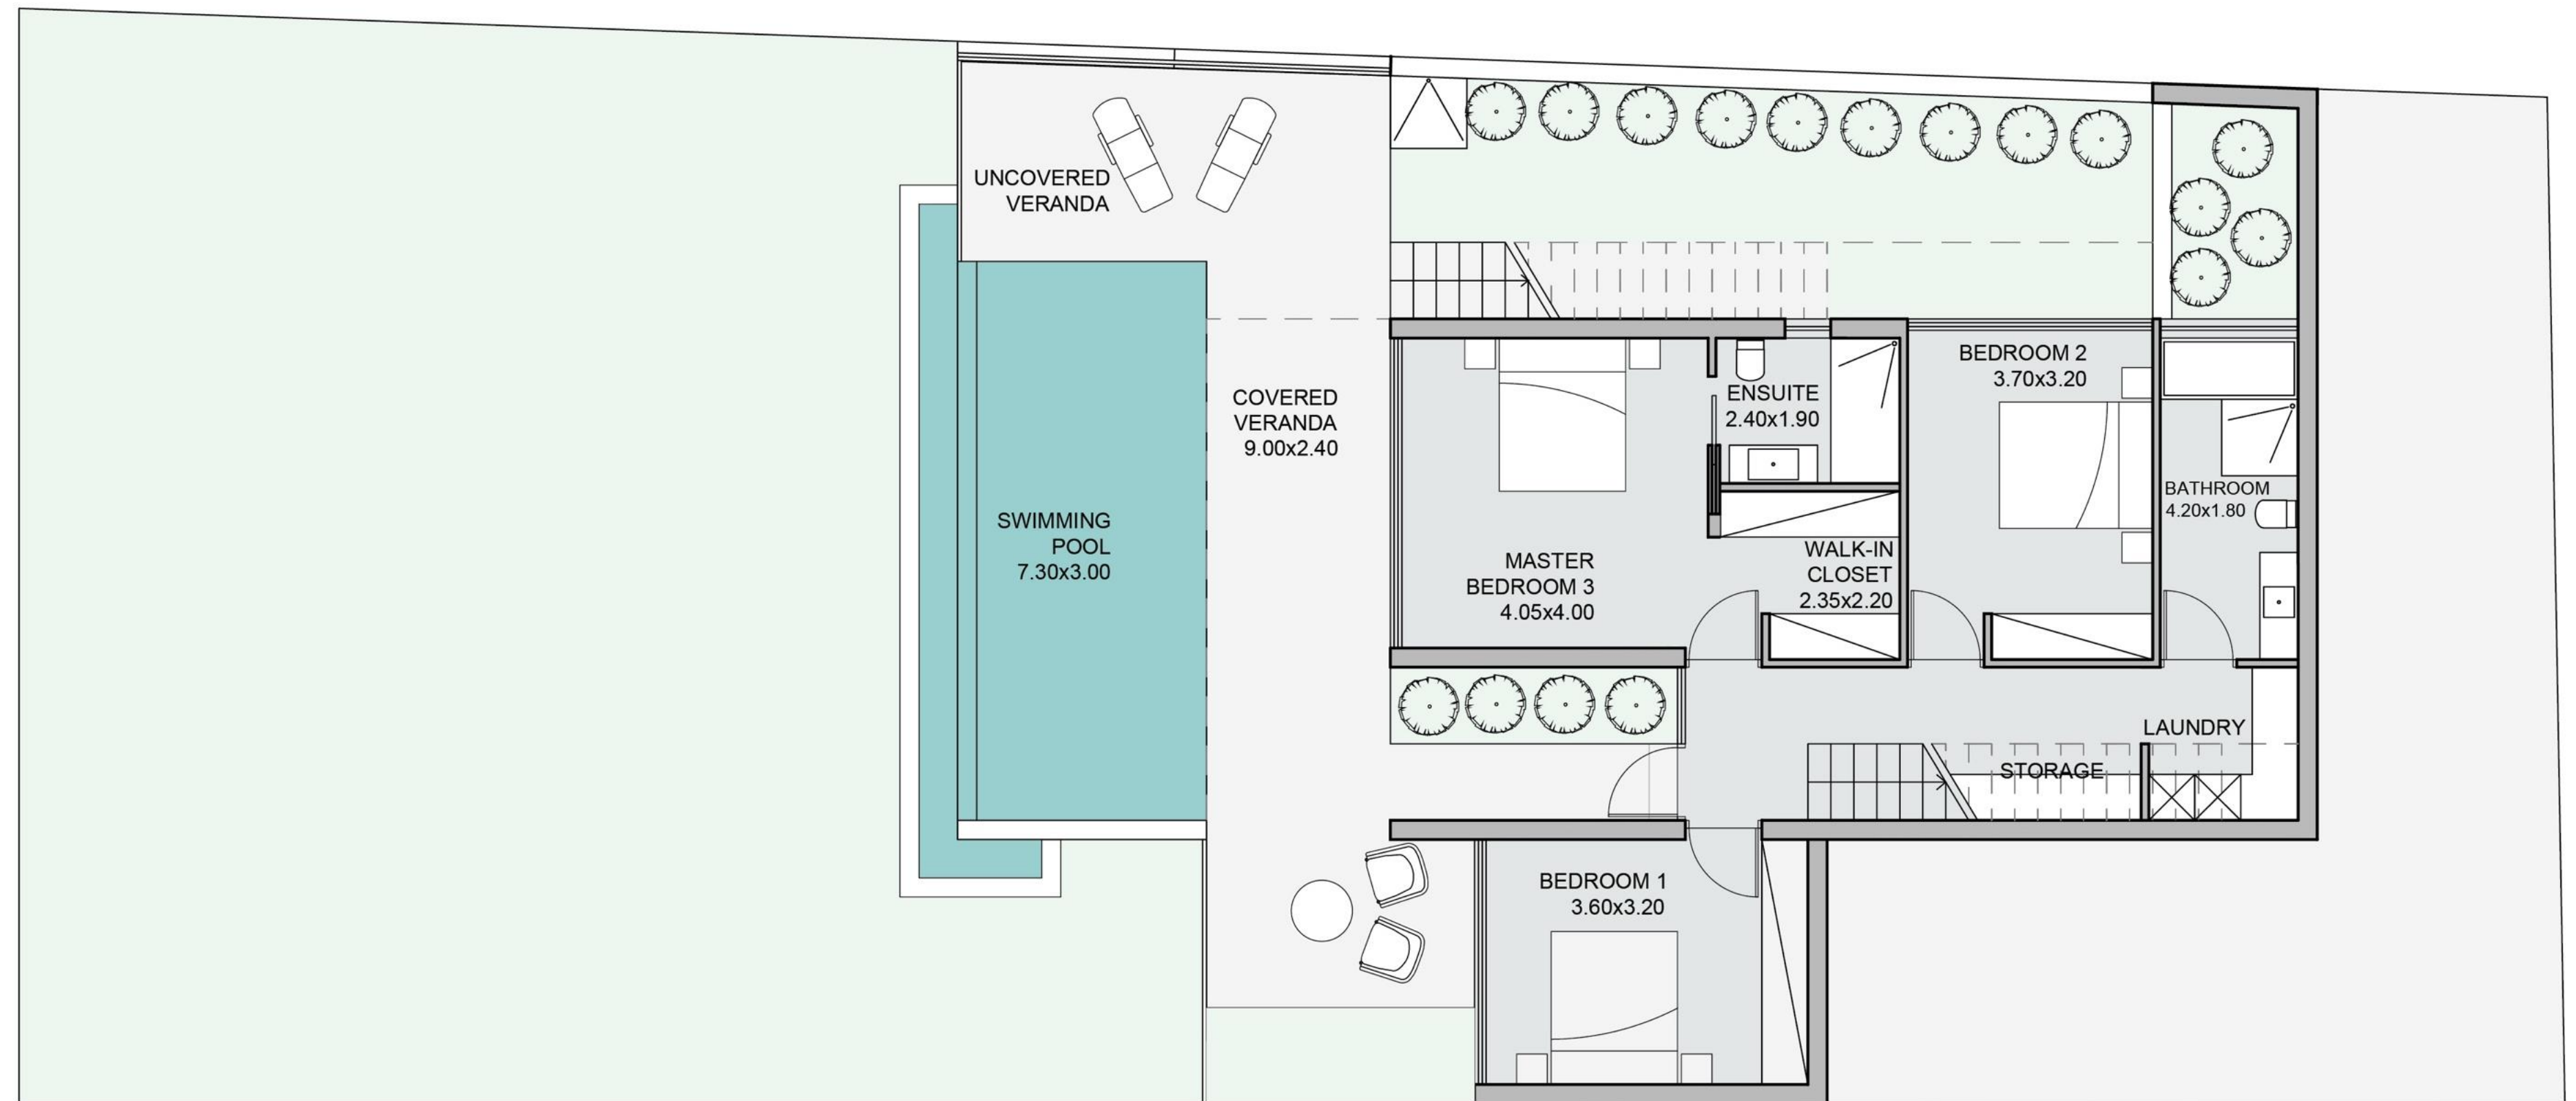 UNCOVERED
VERANDA
COVERED
VERANDA
9.00x2.40
SWIMMING
POOL
7.30x3.00
MASTER
BEDROOM 3
4.05x4.00
ENSUITE
2.40x1.90
WALK-IN
CLOSET
2.35x2.20
BEDROOM 2
3.70x3.20
BATHROOM
4.20x1.80
LAUNDRY
STORAGE
BEDROOM 1
3.60x3.20